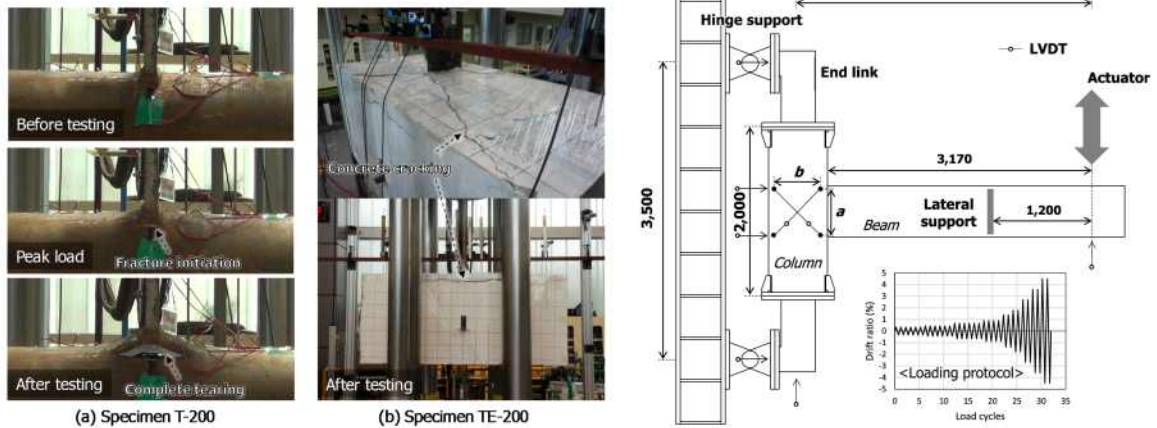 Before testing
Peak load
Fracture initiation
After testing
Complete tearing
(a) Specimen T-200
Concrete cracking
After testing
(b) Specimen TE-200
Hinge support
End link
LVDT
Actuator
3,500
2,000
b
a
3,170
Lateral
support
1,200
Beam
Column
Drift ratio (%)
5
4
3
2
1
0
-1
-2
-3
-4
-5
<Loading protocol>
0 5 10 15 20 25 30 35
Load cycles